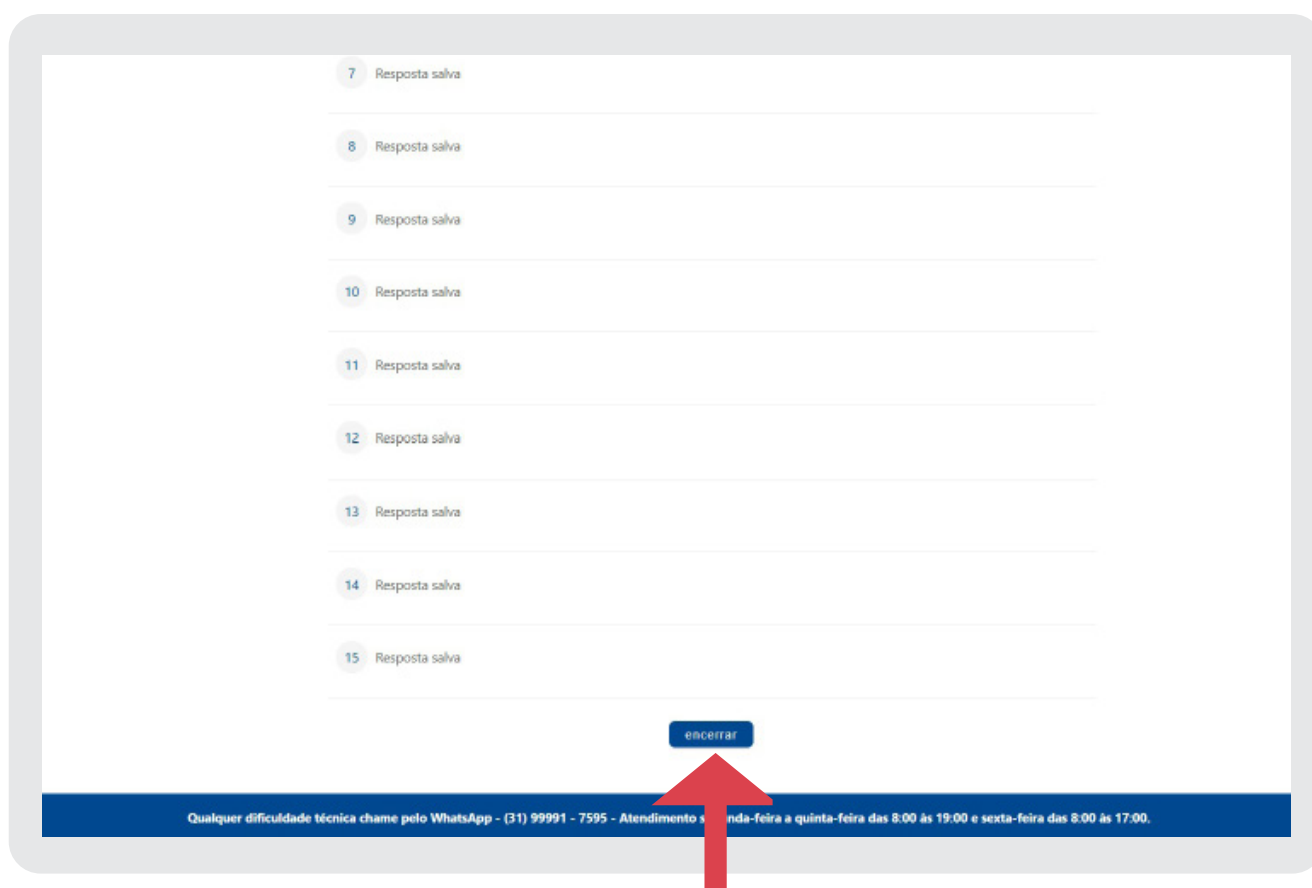 7 Resposta salva
8 Resposta salva
9 Resposta salva
10 Resposta salva
11 Resposta salva
12 Resposta salva
13 Resposta salva
14 Resposta salva
15 Resposta salva
encerrar
Qualquer dificuldade técnica chame pelo WhatsApp - (31) 99991 - 7595 - Atendimento s nda-feira a quinta-feira das 8:00 às 19:00 e sexta-feira das 8:00 às 17:00.